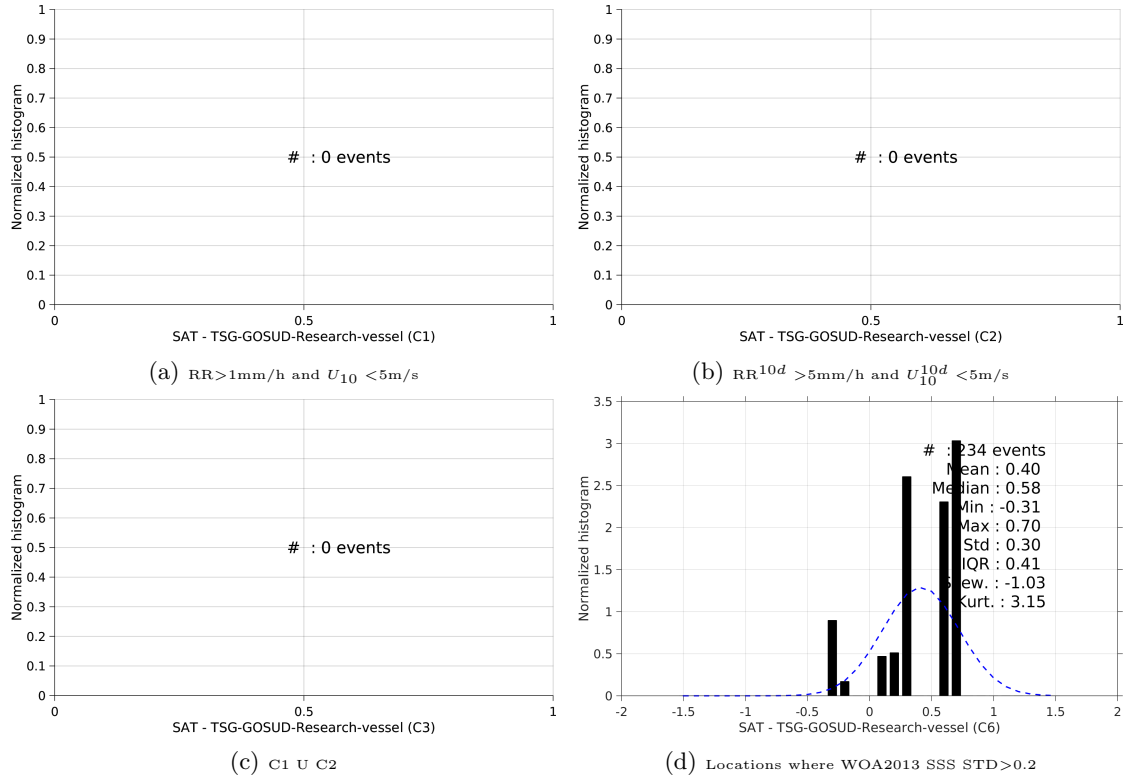 1
0.9
0.8
0.7
0.6
0.5
0.4
0.3
0.2
0.1
0
Normalized histogram
# : 0 events
0 0.5 1
SAT - TSG-GOSUD-Research-vessel (C1)
(a) RR>1mm/h and U10 <5m/s
1
0.9
0.8
0.7
0.6
0.5
0.4
0.3
0.2
0.1
0
Normalized histogram
# : 0 events
0 0.5 1
SAT - TSG-GOSUD-Research-vessel (C2)
(b) RR10d >5mm/h and U10d10 <5m/s
1
0.9
0.8
0.7
0.6
0.5
0.4
0.3
0.2
0.1
0
Normalized histogram
# : 0 events
0 0.5 1
SAT - TSG-GOSUD-Research-vessel (C3)
(c) C1 U C2
3.5
3
2.5
2
1.5
1
0.5
0
Normalized histogram
# : 234 events
Mean : 0.40
Median : 0.58
Min : -0.31
Max : 0.70
Std : 0.30
IQR : 0.41
Skew. : -1.03
Kurt. : 3.15
-2 -1.5 -1 -0.5 0 0.5 1 1.5 2
SAT - TSG-GOSUD-Research-vessel (C6)
(d) Locations where WOA2013 SSS STD>0.2